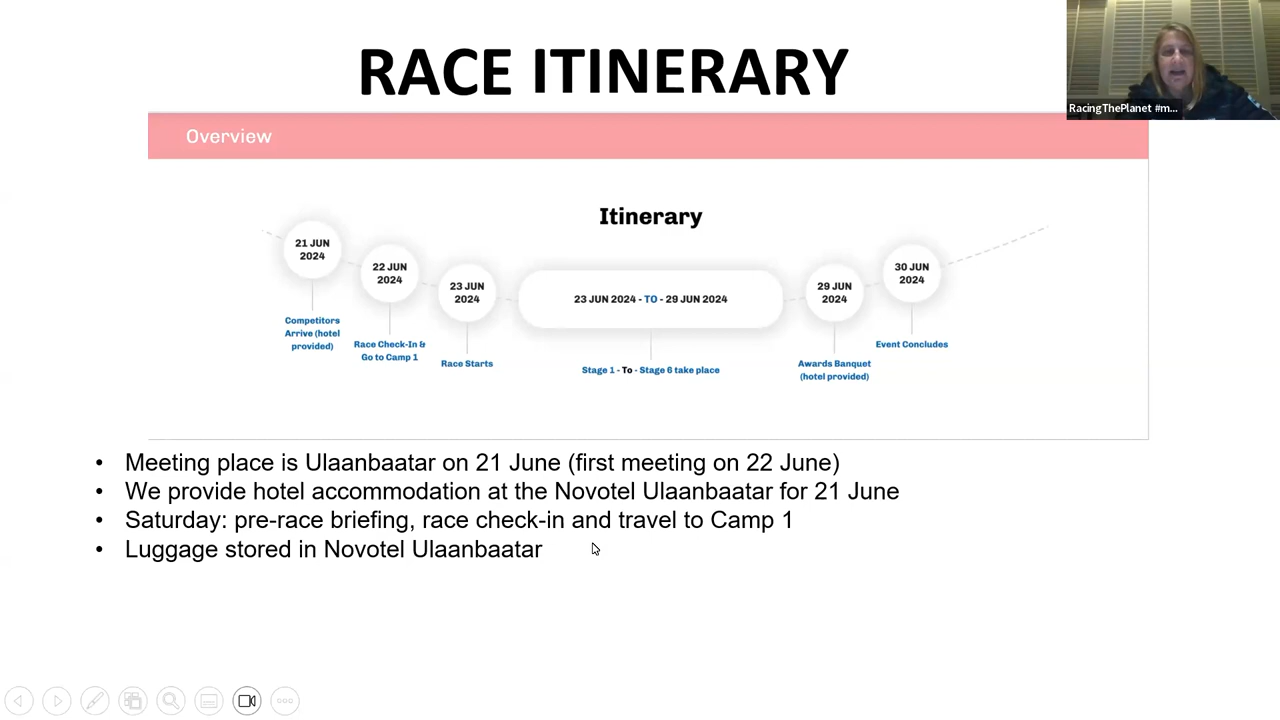 RACE ITINERARY
RacingThePlanet #m...
Overview
Itinerary
21 JUN
2024
22 JUN
2024
23 JUN
2024
23 JUN 2024 - TO - 29 JUN 2024
29 JUN
2024
30 JUN
2024
Competitors
Arrive (hotel
provided)
Race Check-In &
Go to Camp 1
Race Starts
Stage 1 - To - Stage 6 take place
Awards Banquet
(hotel provided)
Event Concludes
• Meeting place is Ulaanbaatar on 21 June (first meeting on 22 June)
• We provide hotel accommodation at the Novotel Ulaanbaatar for 21 June
• Saturday: pre-race briefing, race check-in and travel to Camp 1
• Luggage stored in Novotel Ulaanbaatar